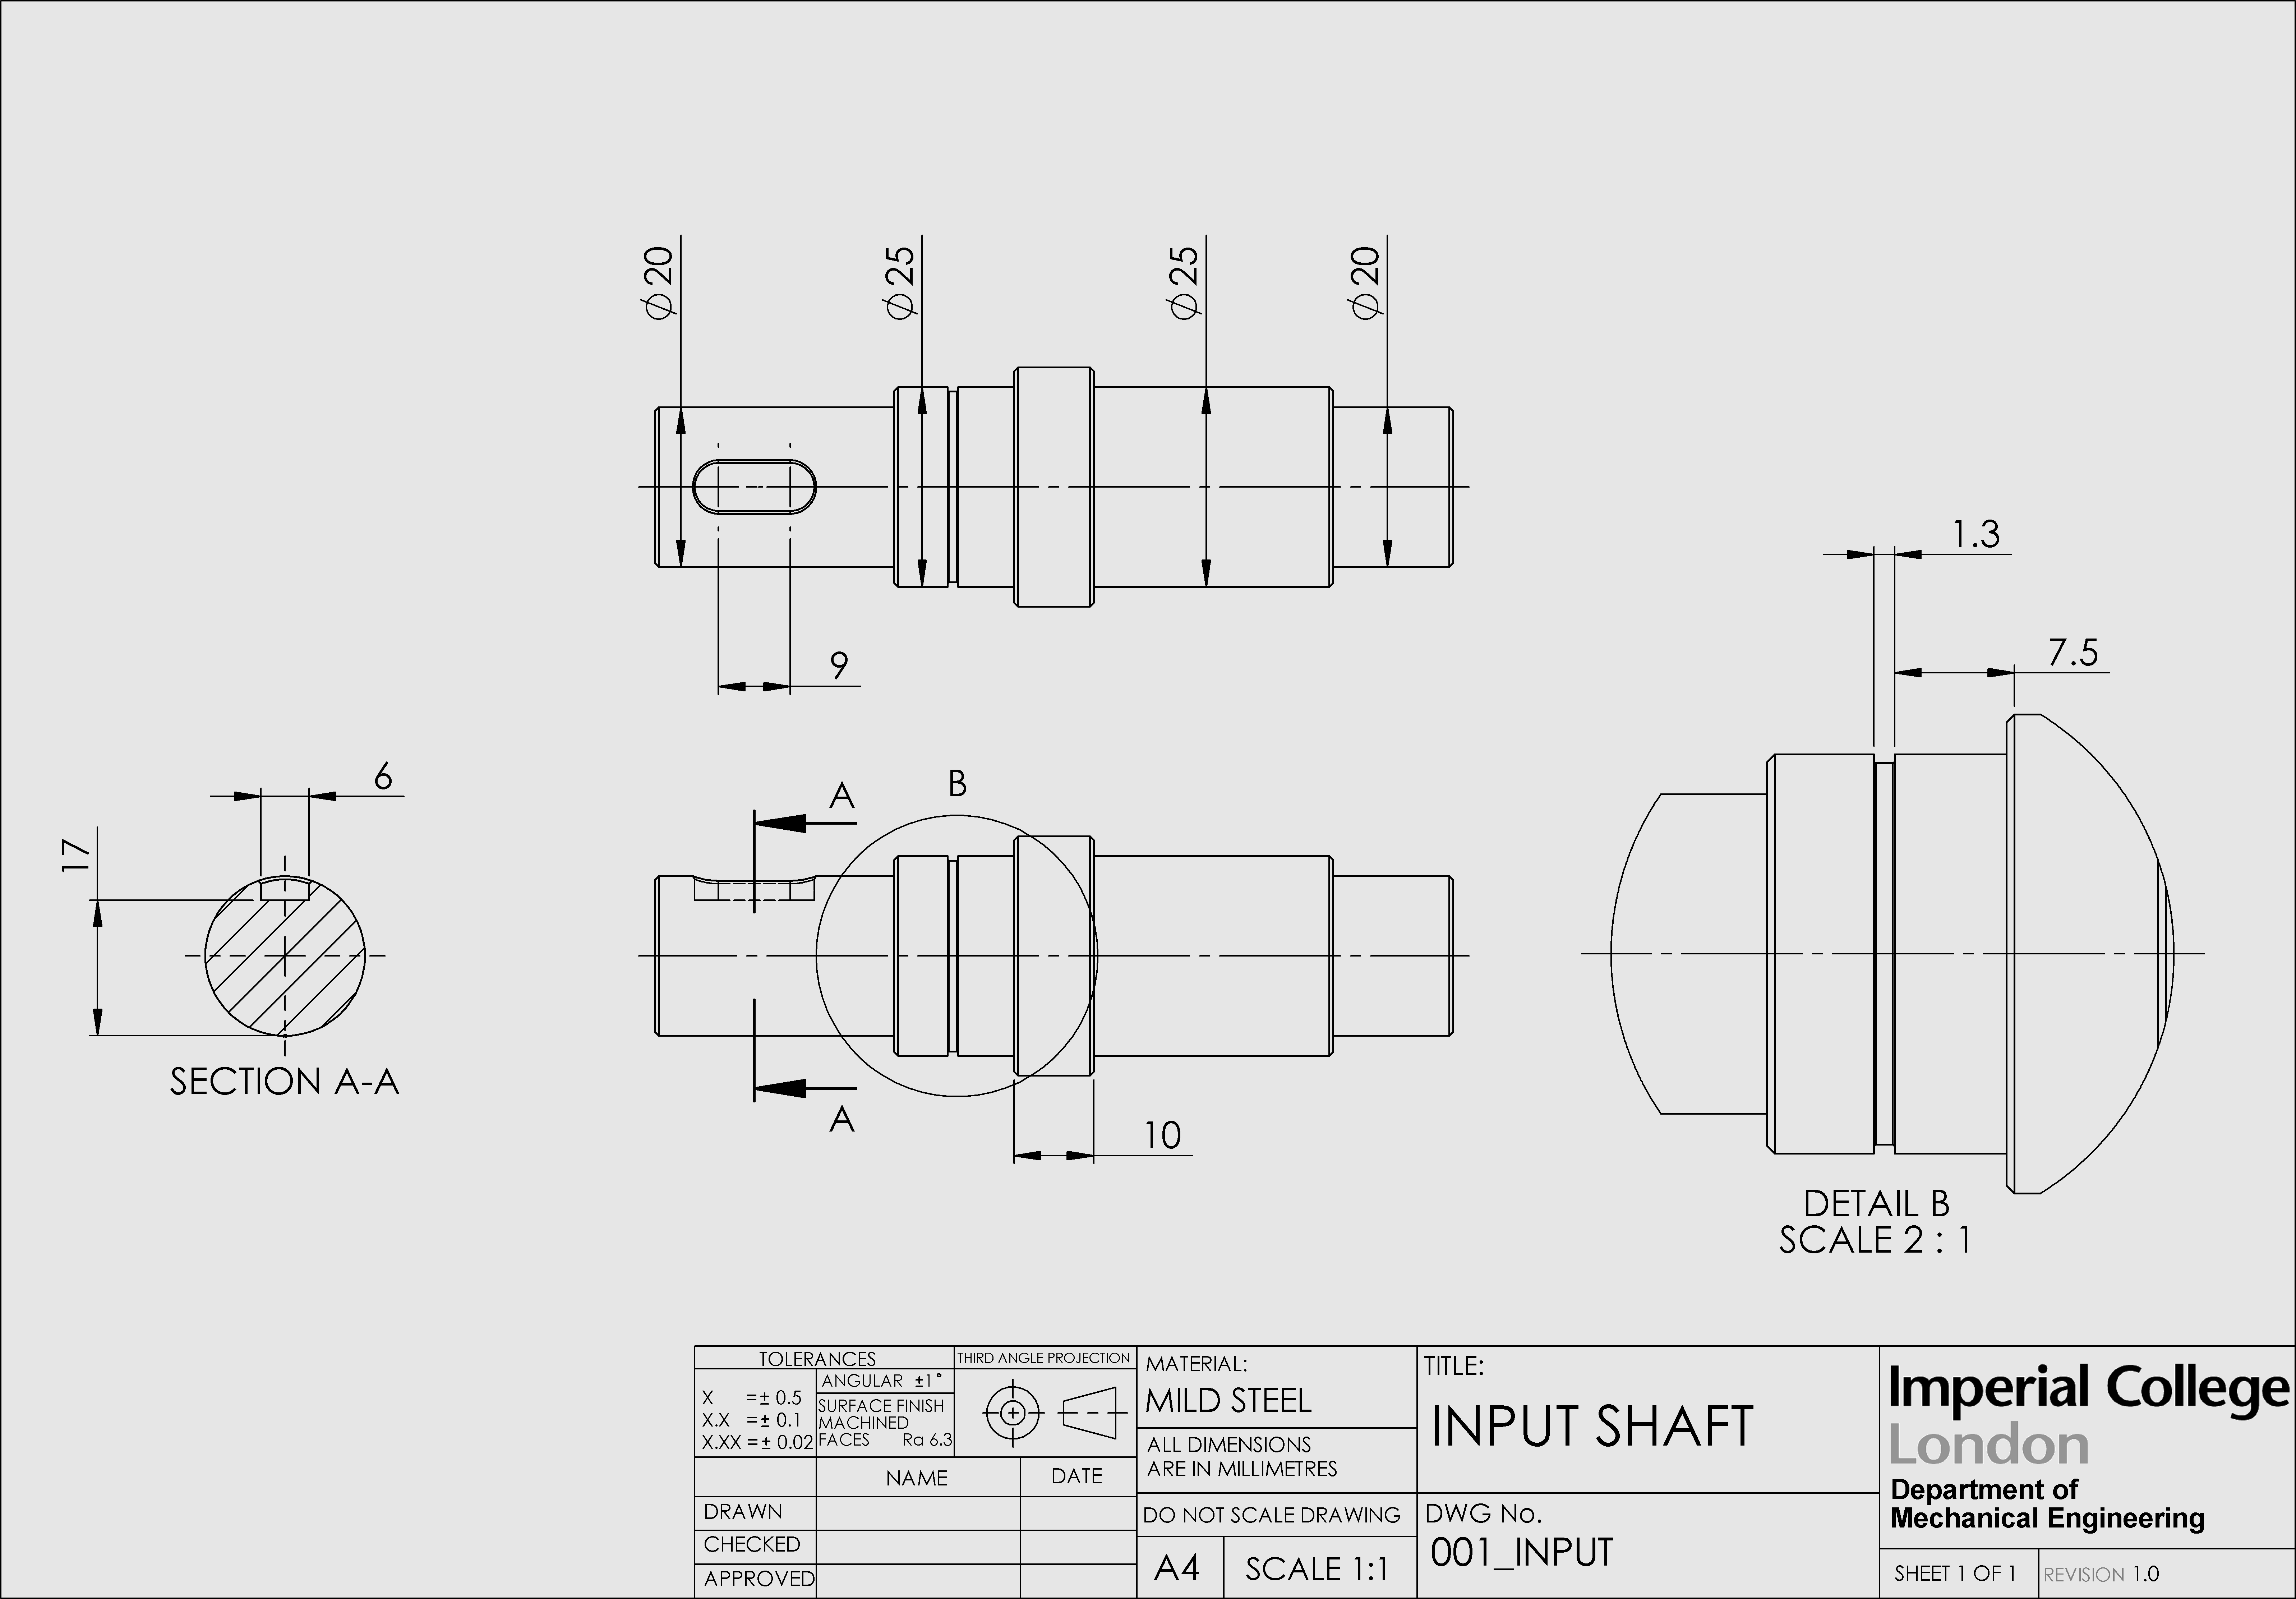 ⌀20
⌀25
⌀25
⌀20
9
1.3
7.5
6
17
SECTION A-A
A
B
A
10
DETAIL B
SCALE 2 : 1
TOLERANCES
X =± 0.5
X.X =± 0.1
X.XX =± 0.02
ANGULAR ±1°
SURFACE FINISH
MACHINED
FACES Ra 6.3
THIRD ANGLE PROJECTION
NAME DATE
DRAWN
CHECKED
APPROVED
MATERIAL:
MILD STEEL
ALL DIMENSIONS
ARE IN MILLIMETRES
DO NOT SCALE DRAWING
A4 SCALE 1:1
TITLE:
INPUT SHAFT
DWG No.
001_INPUT
Imperial College
London
Department of
Mechanical Engineering
SHEET 1 OF 1 REVISION 1.0